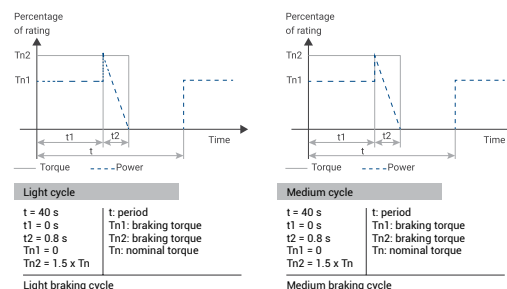 Percentage
of rating
Tn2
Tn1
t1
t2
t
Time
Torque
Power
Light cycle
t = 40 s
t1 = 0 s
t2 = 0.8 s
Tn1 = 0
Tn2 = 1.5 x Tn
t: period
Tn1: braking torque
Tn2: braking torque
Tn: nominal torque
Light braking cycle
Percentage
of rating
Tn2
Tn1
t1
t2
t
Time
Torque
Power
Medium cycle
t = 40 s
t1 = 0 s
t2 = 0.8 s
Tn1 = 0
Tn2 = 1.5 x Tn
t: period
Tn1: braking torque
Tn2: braking torque
Tn: nominal torque
Medium braking cycle